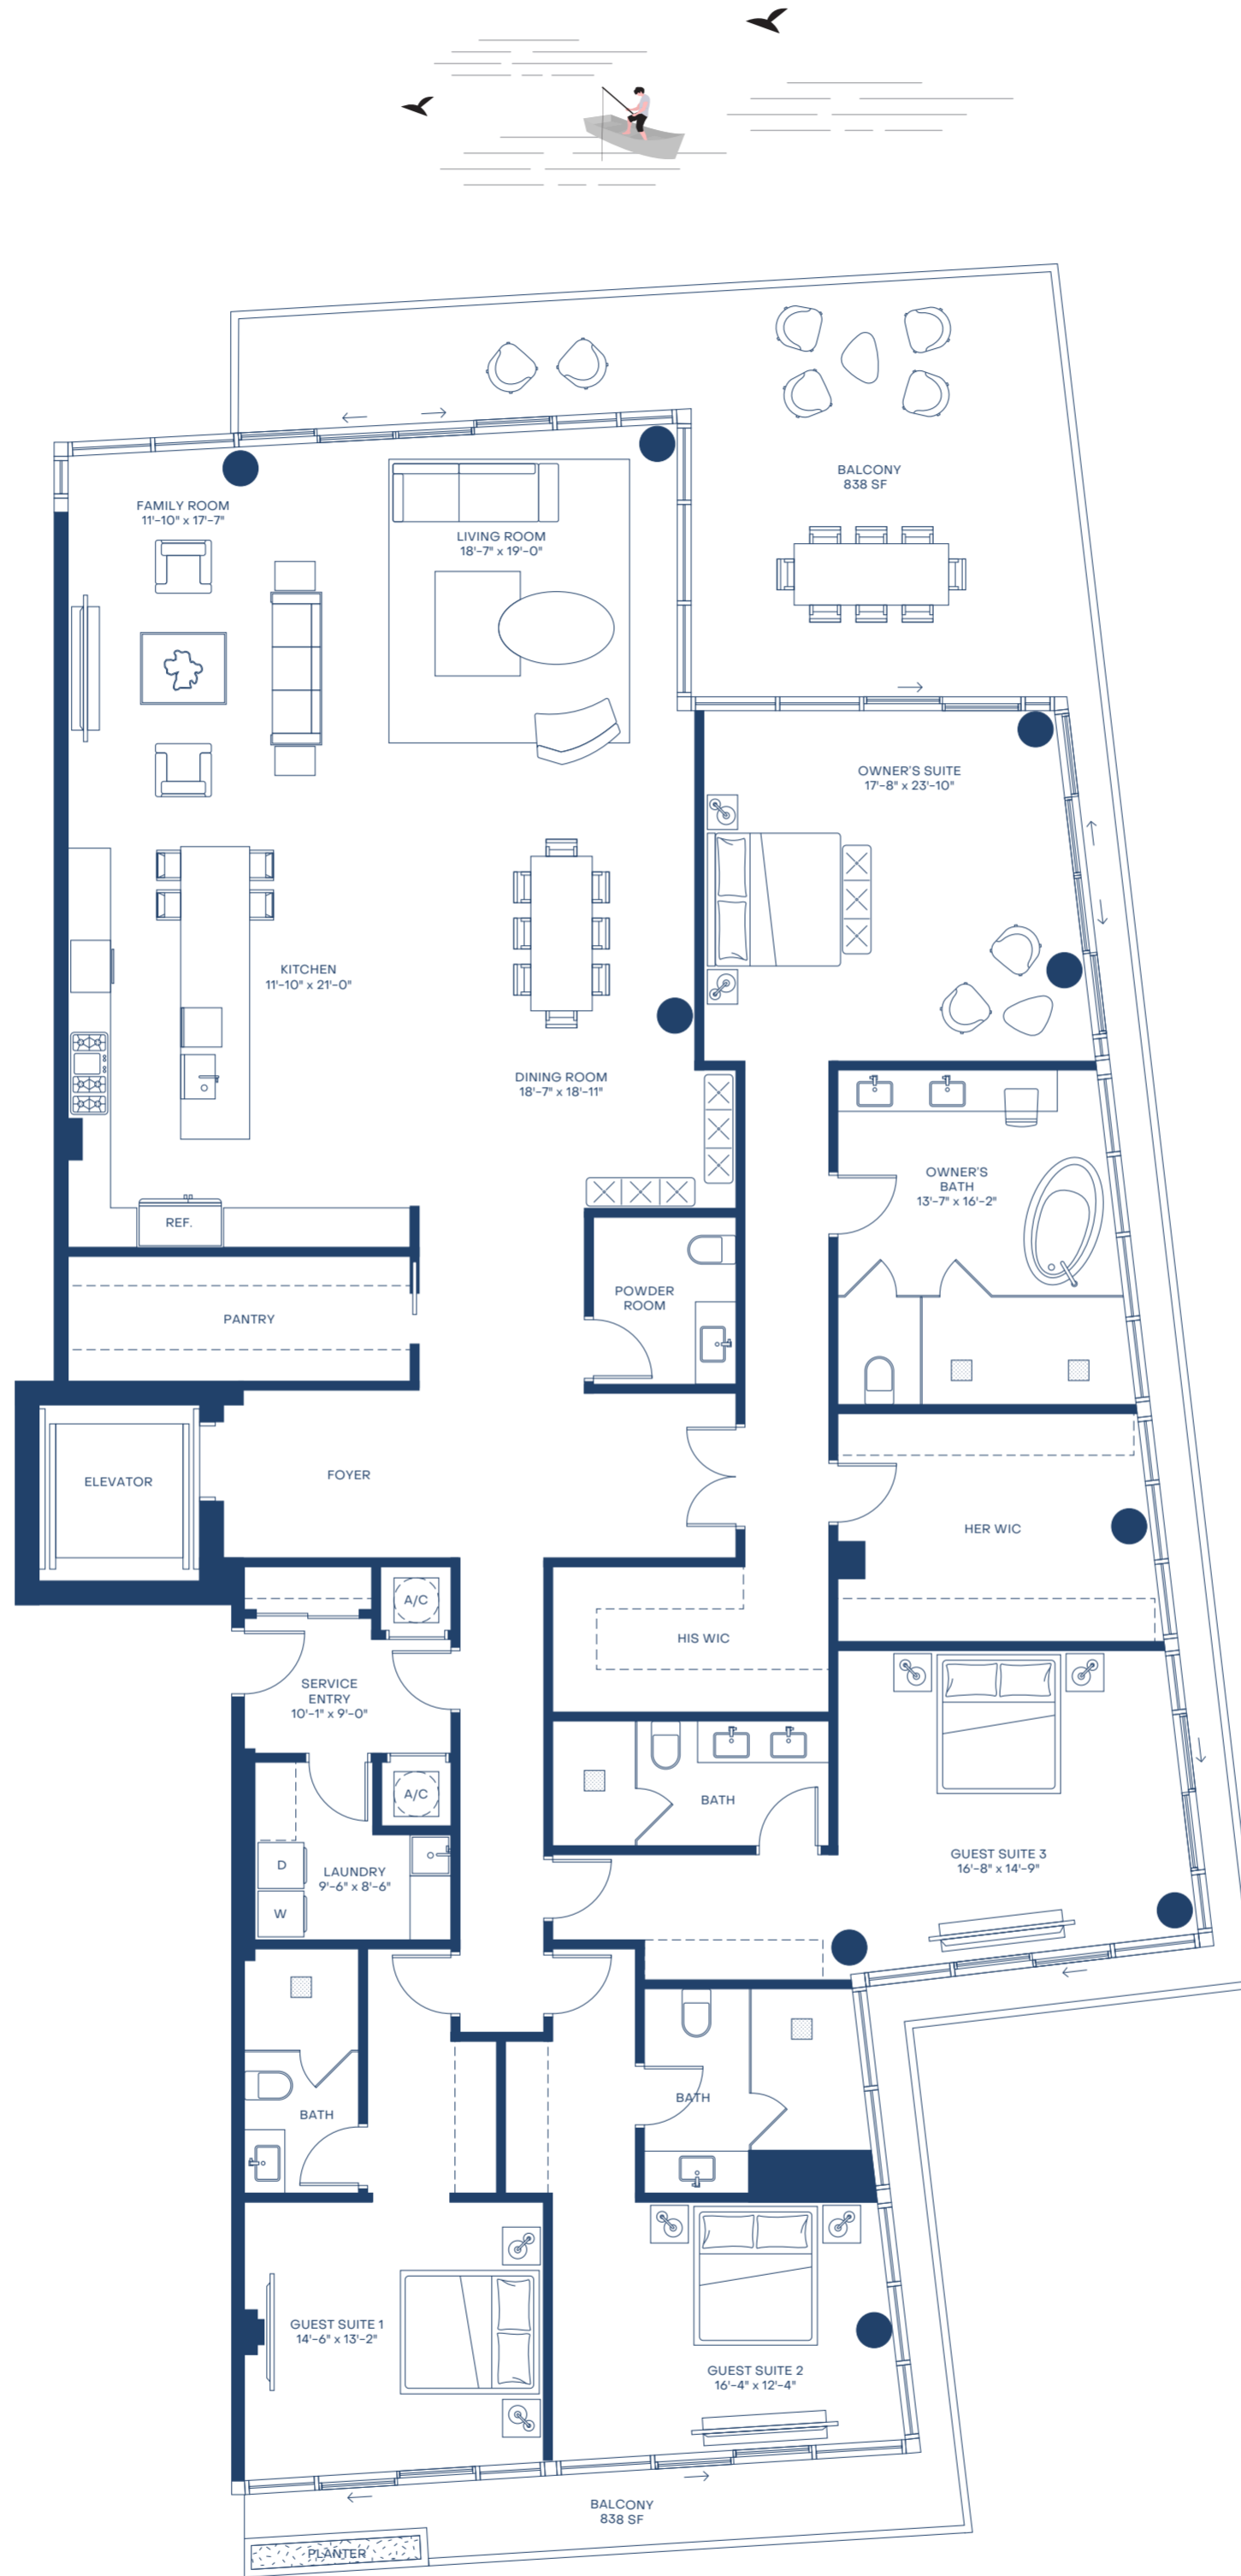 BALCONY
838 SF
FAMILY ROOM
11'-10" x 17'-7"
LIVING ROOM
18'-7" x 19'-0"
OWNER'S SUITE
17'-8" x 23'-10"
KITCHEN
11'-10" x 21'-0"
DINING ROOM
18'-7" x 18'-11"
OWNER'S
BATH
13'-7" x 16'-2"
REF.
POWDER
ROOM
PANTRY
ELEVATOR
FOYER
HER WIC
A/C
HIS WIC
SERVICE
ENTRY
10'-1" x 9'-0"
A/C
BATH
D
LAUNDRY
9'-6" x 8'-6"
W
GUEST SUITE 3
16'-8" x 14'-9"
BATH
BATH
GUEST SUITE 1
14'-6" x 13'-2"
GUEST SUITE 2
16'-4" x 12'-4"
BALCONY
838 SF
PLANTER